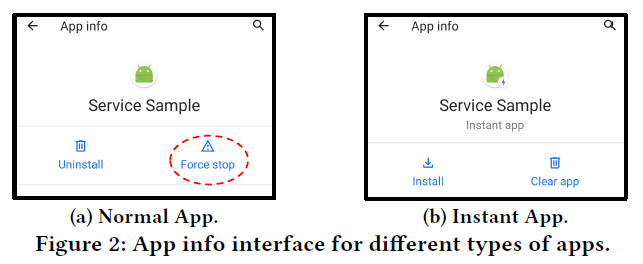 App info
App info
Service Sample
Service Sample
Instant app
Uninstall
Force stop
Install
Clear app
(a) Normal App.
(b) Instant App.
Figure 2: App info interface for different types of apps.